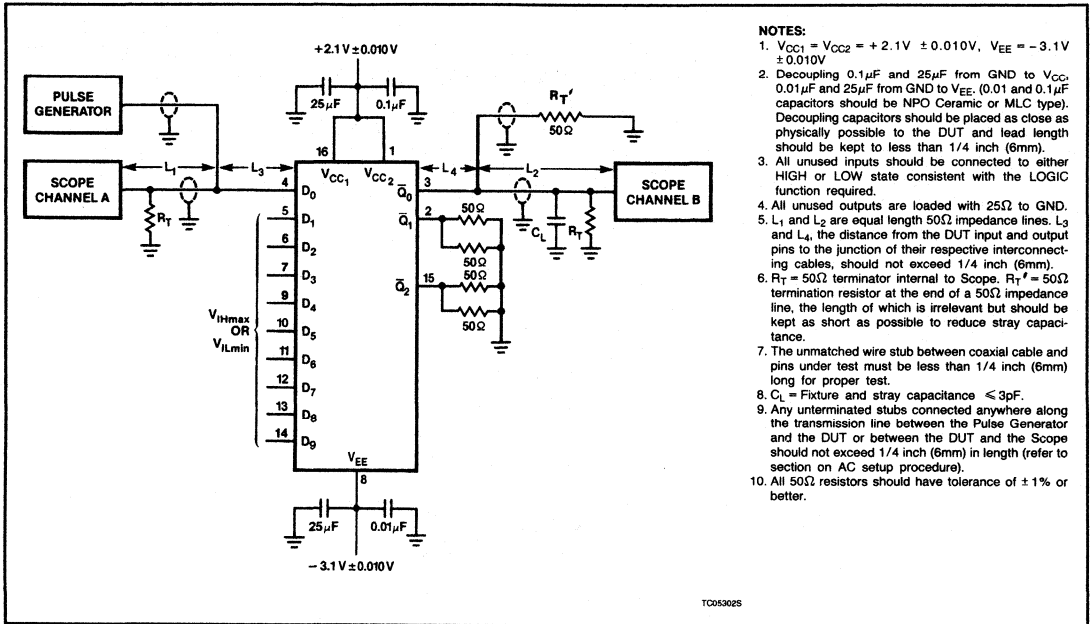 +2.1 V ± 0.010 V
PULSE
GENERATOR
25µF
0.1µF
RT′
50Ω
16
1
L1
L3
VCC1
VCC2
L4
L2
SCOPE
CHANNEL A
4
D0
Q̅0
3
SCOPE
CHANNEL B
RT
5
D1
Q̅1
2
50Ω
CL
RT
6
D2
50Ω
7
D3
50Ω
Q̅2
15
9
D4
50Ω
VIHmax
OR
VILmin
10
D5
11
D6
12
D7
13
D8
14
D9
VEE
8
25µF
0.01µF
− 3.1 V ± 0.010 V
TC05302S
NOTES:
1. VCC1 = VCC2 = + 2.1V ± 0.010V, VEE = − 3.1V
± 0.010V
2. Decoupling 0.1µF and 25µF from GND to VCC,
0.01µF and 25µF from GND to VEE. (0.01 and 0.1µF
capacitors should be NPO Ceramic or MLC type).
Decoupling capacitors should be placed as close as
physically possible to the DUT and lead length
should be kept to less than 1/4 inch (6mm).
3. All unused inputs should be connected to either
HIGH or LOW state consistent with the LOGIC
function required.
4. All unused outputs are loaded with 25Ω to GND.
5. L1 and L2 are equal length 50Ω impedance lines. L3
and L4, the distance from the DUT input and output
pins to the junction of their respective interconnect-
ing cables, should not exceed 1/4 inch (6mm).
6. RT = 50Ω terminator internal to Scope. RT′ = 50Ω
termination resistor at the end of a 50Ω impedance
line, the length of which is irrelevant but should be
kept as short as possible to reduce stray capaci-
tance.
7. The unmatched wire stub between coaxial cable and
pins under test must be less than 1/4 inch (6mm)
long for proper test.
8. CL = Fixture and stray capacitance ⩽ 3pF.
9. Any unterminated stubs connected anywhere along
the transmission line between the Pulse Generator
and the DUT or between the DUT and the Scope
should not exceed 1/4 inch (6mm) in length (refer to
section on AC setup procedure).
10. All 50Ω resistors should have tolerance of ± 1% or
better.